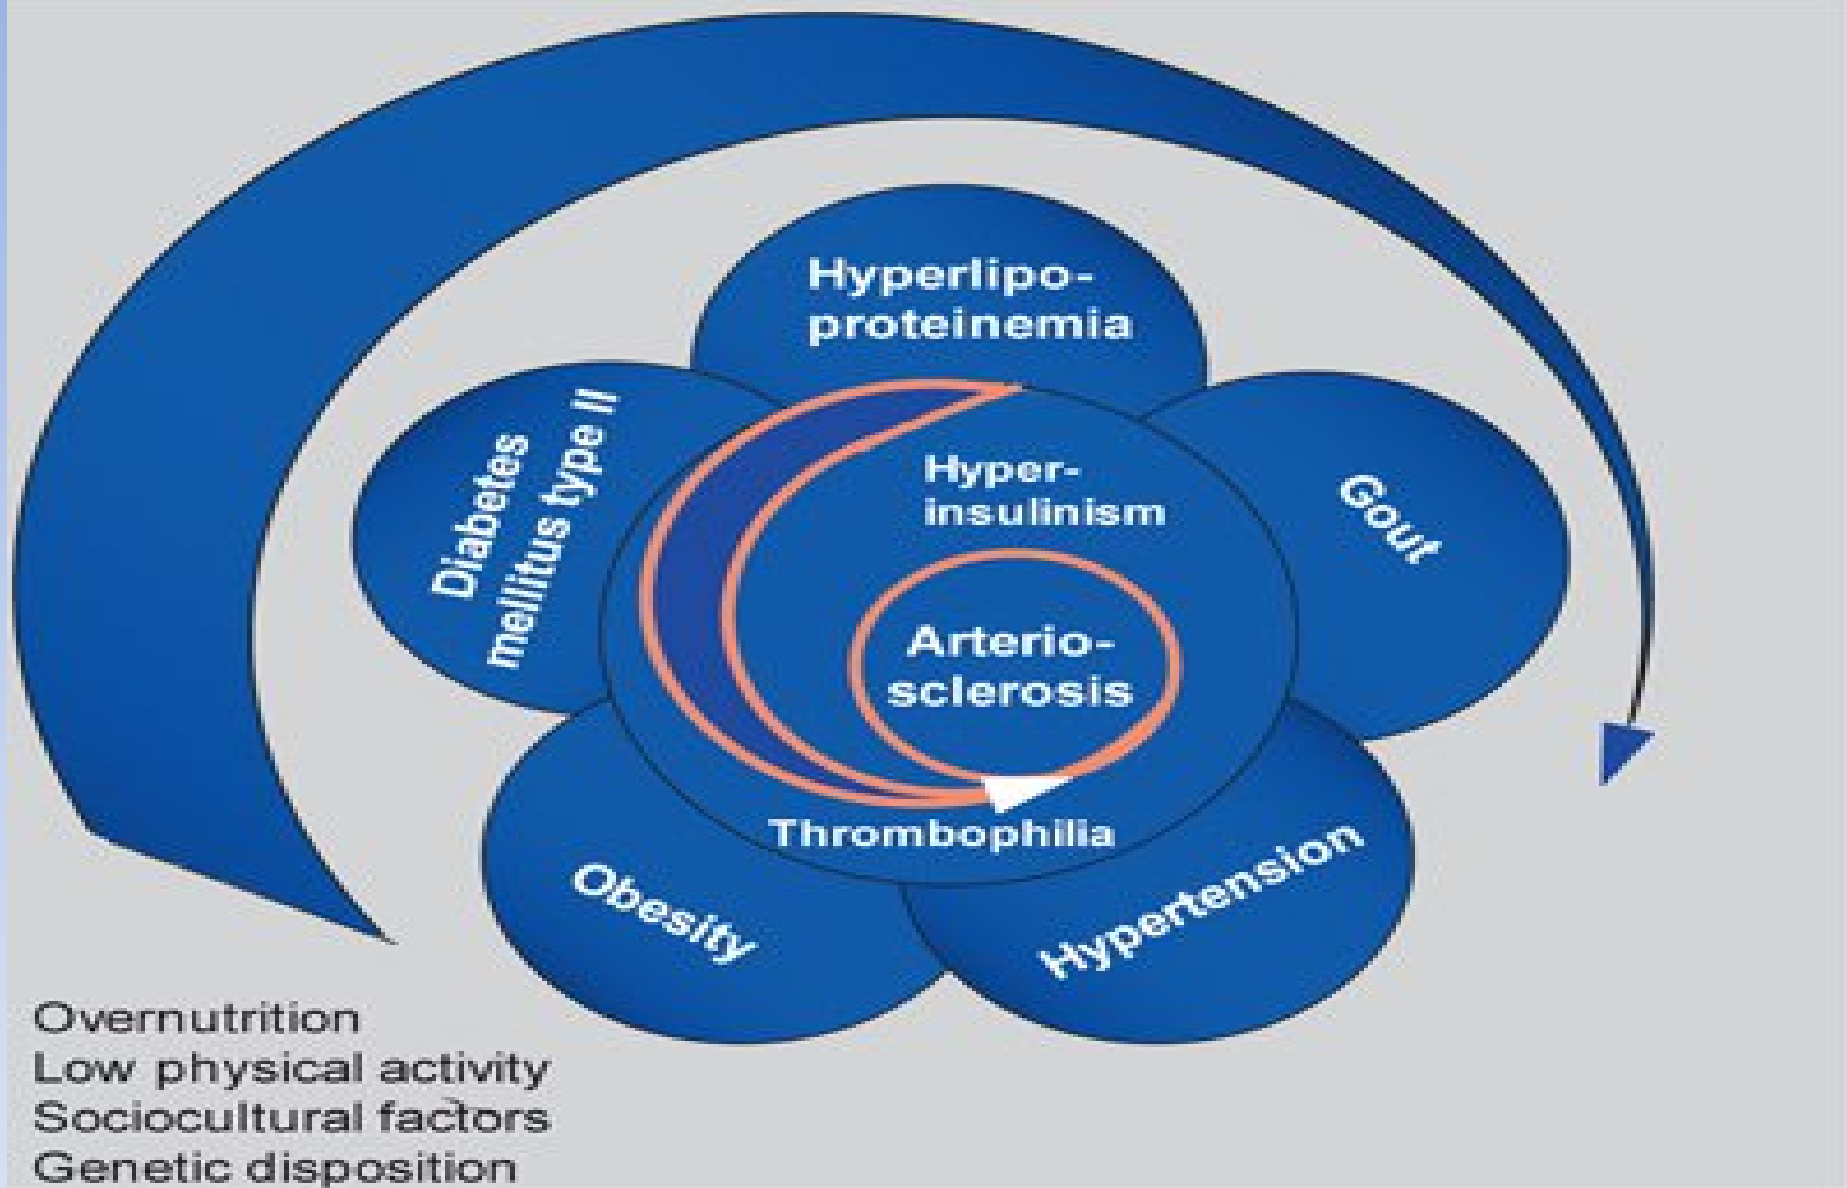 Hyperlipo-
proteinemia
Diabetes
mellitus type II
Hyper-
insulinism
Gout
Arterio-
sclerosis
Thrombophilia
Obesity
Hypertension
Overnutrition
Low physical activity
Sociocultural factors
Genetic disposition